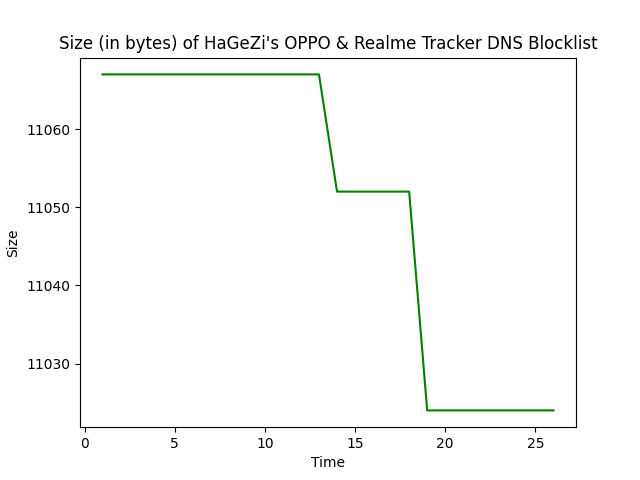 Size (in bytes) of HaGeZi's OPPO & Realme Tracker DNS Blocklist
11060
11050
11040
11030
Size
0 5 10 15 20 25
Time